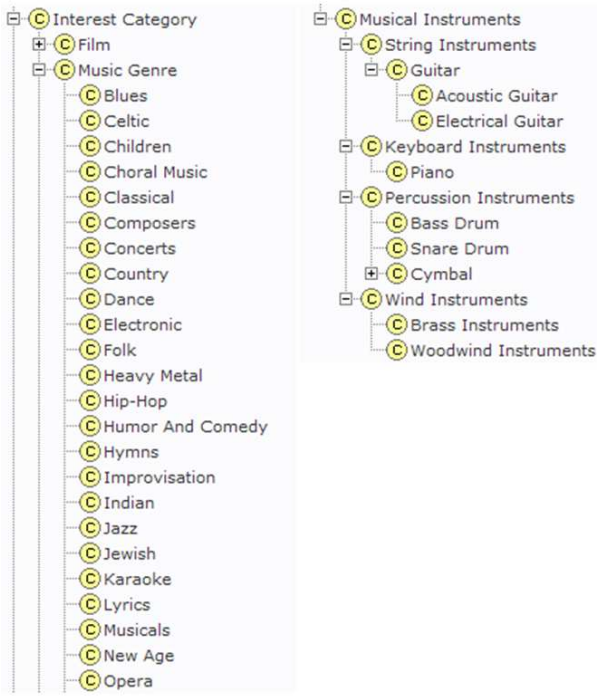 Interest Category
Film
Music Genre
Blues
Celtic
Children
Choral Music
Classical
Composers
Concerts
Country
Dance
Electronic
Folk
Heavy Metal
Hip-Hop
Humor And Comedy
Hymns
Improvisation
Indian
Jazz
Jewish
Karaoke
Lyrics
Musicals
New Age
Opera
Musical Instruments
String Instruments
Guitar
Acoustic Guitar
Electrical Guitar
Keyboard Instruments
Piano
Percussion Instruments
Bass Drum
Snare Drum
Cymbal
Wind Instruments
Brass Instruments
Woodwind Instruments